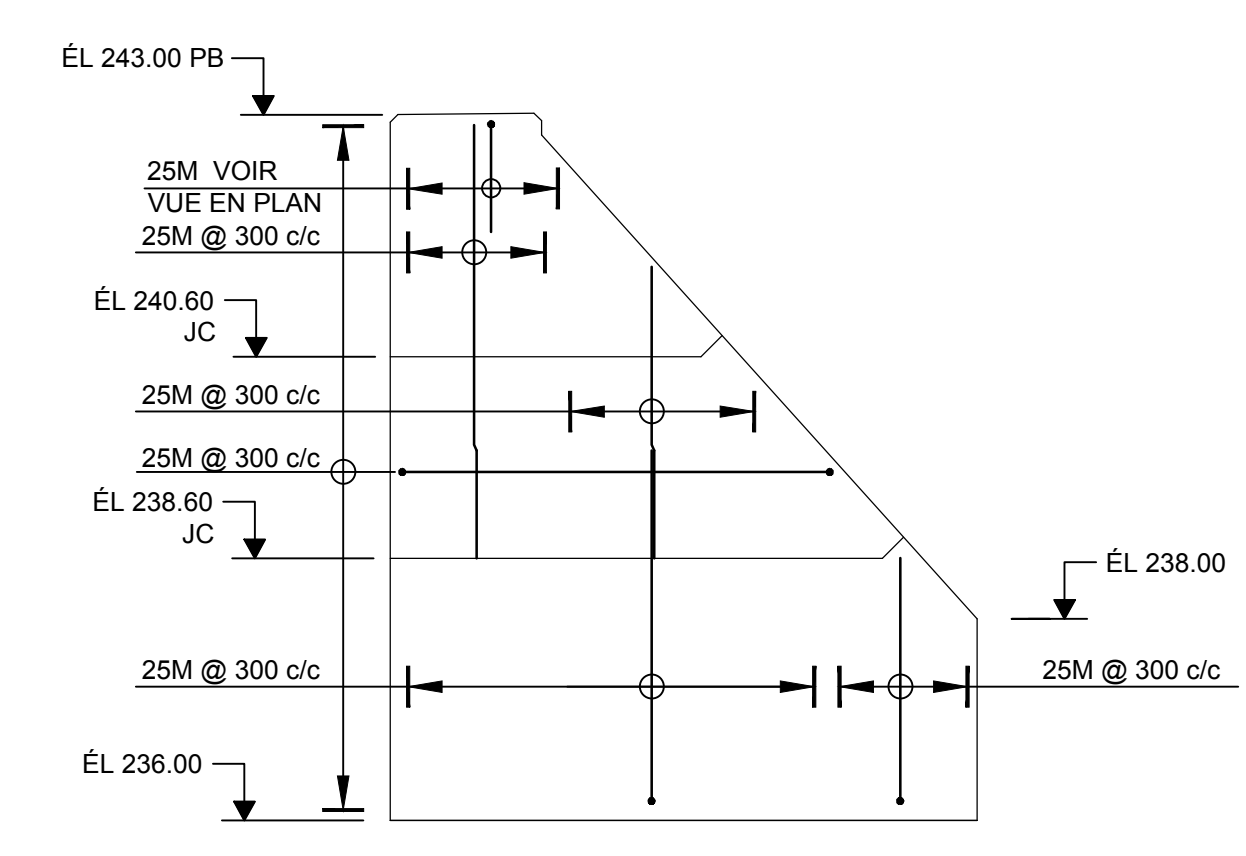 ÉL 243.00 PB
25M VOIR
VUE EN PLAN
25M @ 300 c/c
ÉL 240.60
JC
25M @ 300 c/c
25M @ 300 c/c
ÉL 238.60
JC
ÉL 238.00
25M @ 300 c/c
25M @ 300 c/c
ÉL 236.00